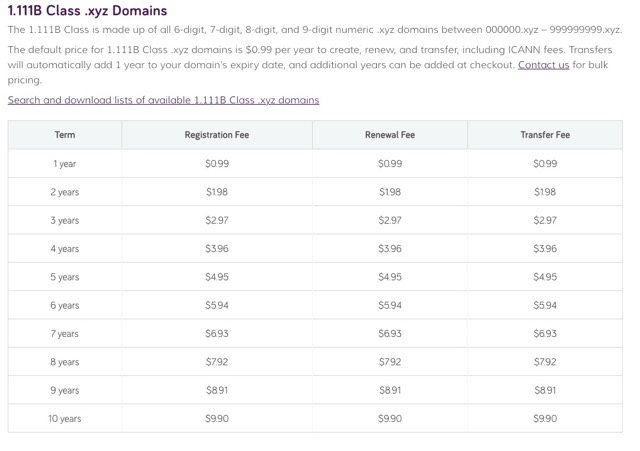 1.111B Class .xyz Domains
The 1.111B Class is made up of all 6-digit, 7-digit, 8-digit, and 9-digit numeric .xyz domains between 000000.xyz – 999999999.xyz.
The default price for 1.111B Class .xyz domains is $0.99 per year to create, renew, and transfer, including ICANN fees. Transfers
will automatically add 1 year to your domain's expiry date, and additional years can be added at checkout. Contact us for bulk
pricing.
Search and download lists of available 1.111B Class .xyz domains
Term Registration Fee Renewal Fee Transfer Fee
1 year $0.99 $0.99 $0.99
2 years $1.98 $1.98 $1.98
3 years $2.97 $2.97 $2.97
4 years $3.96 $3.96 $3.96
5 years $4.95 $4.95 $4.95
6 years $5.94 $5.94 $5.94
7 years $6.93 $6.93 $6.93
8 years $7.92 $7.92 $7.92
9 years $8.91 $8.91 $8.91
10 years $9.90 $9.90 $9.90